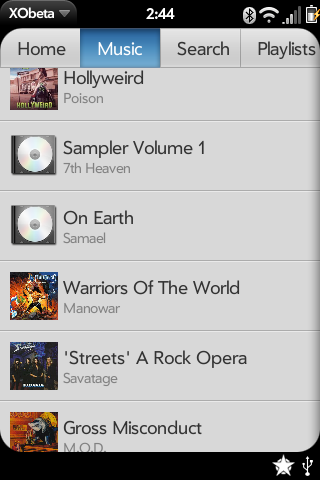 XObeta
2:44
Home
Music
Search
Playlists
Hollyweird
Poison
HOLLYWEIRD
Sampler Volume 1
7th Heaven
On Earth
Samael
Warriors Of The World
Manowar
'Streets' A Rock Opera
Savatage
Gross Misconduct
M.O.D.